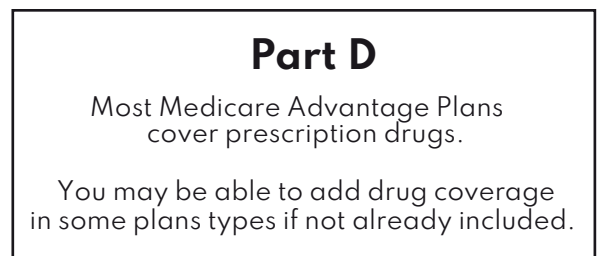 Part D
Most Medicare Advantage Plans
cover prescription drugs.
You may be able to add drug coverage
in some plans types if not already included.